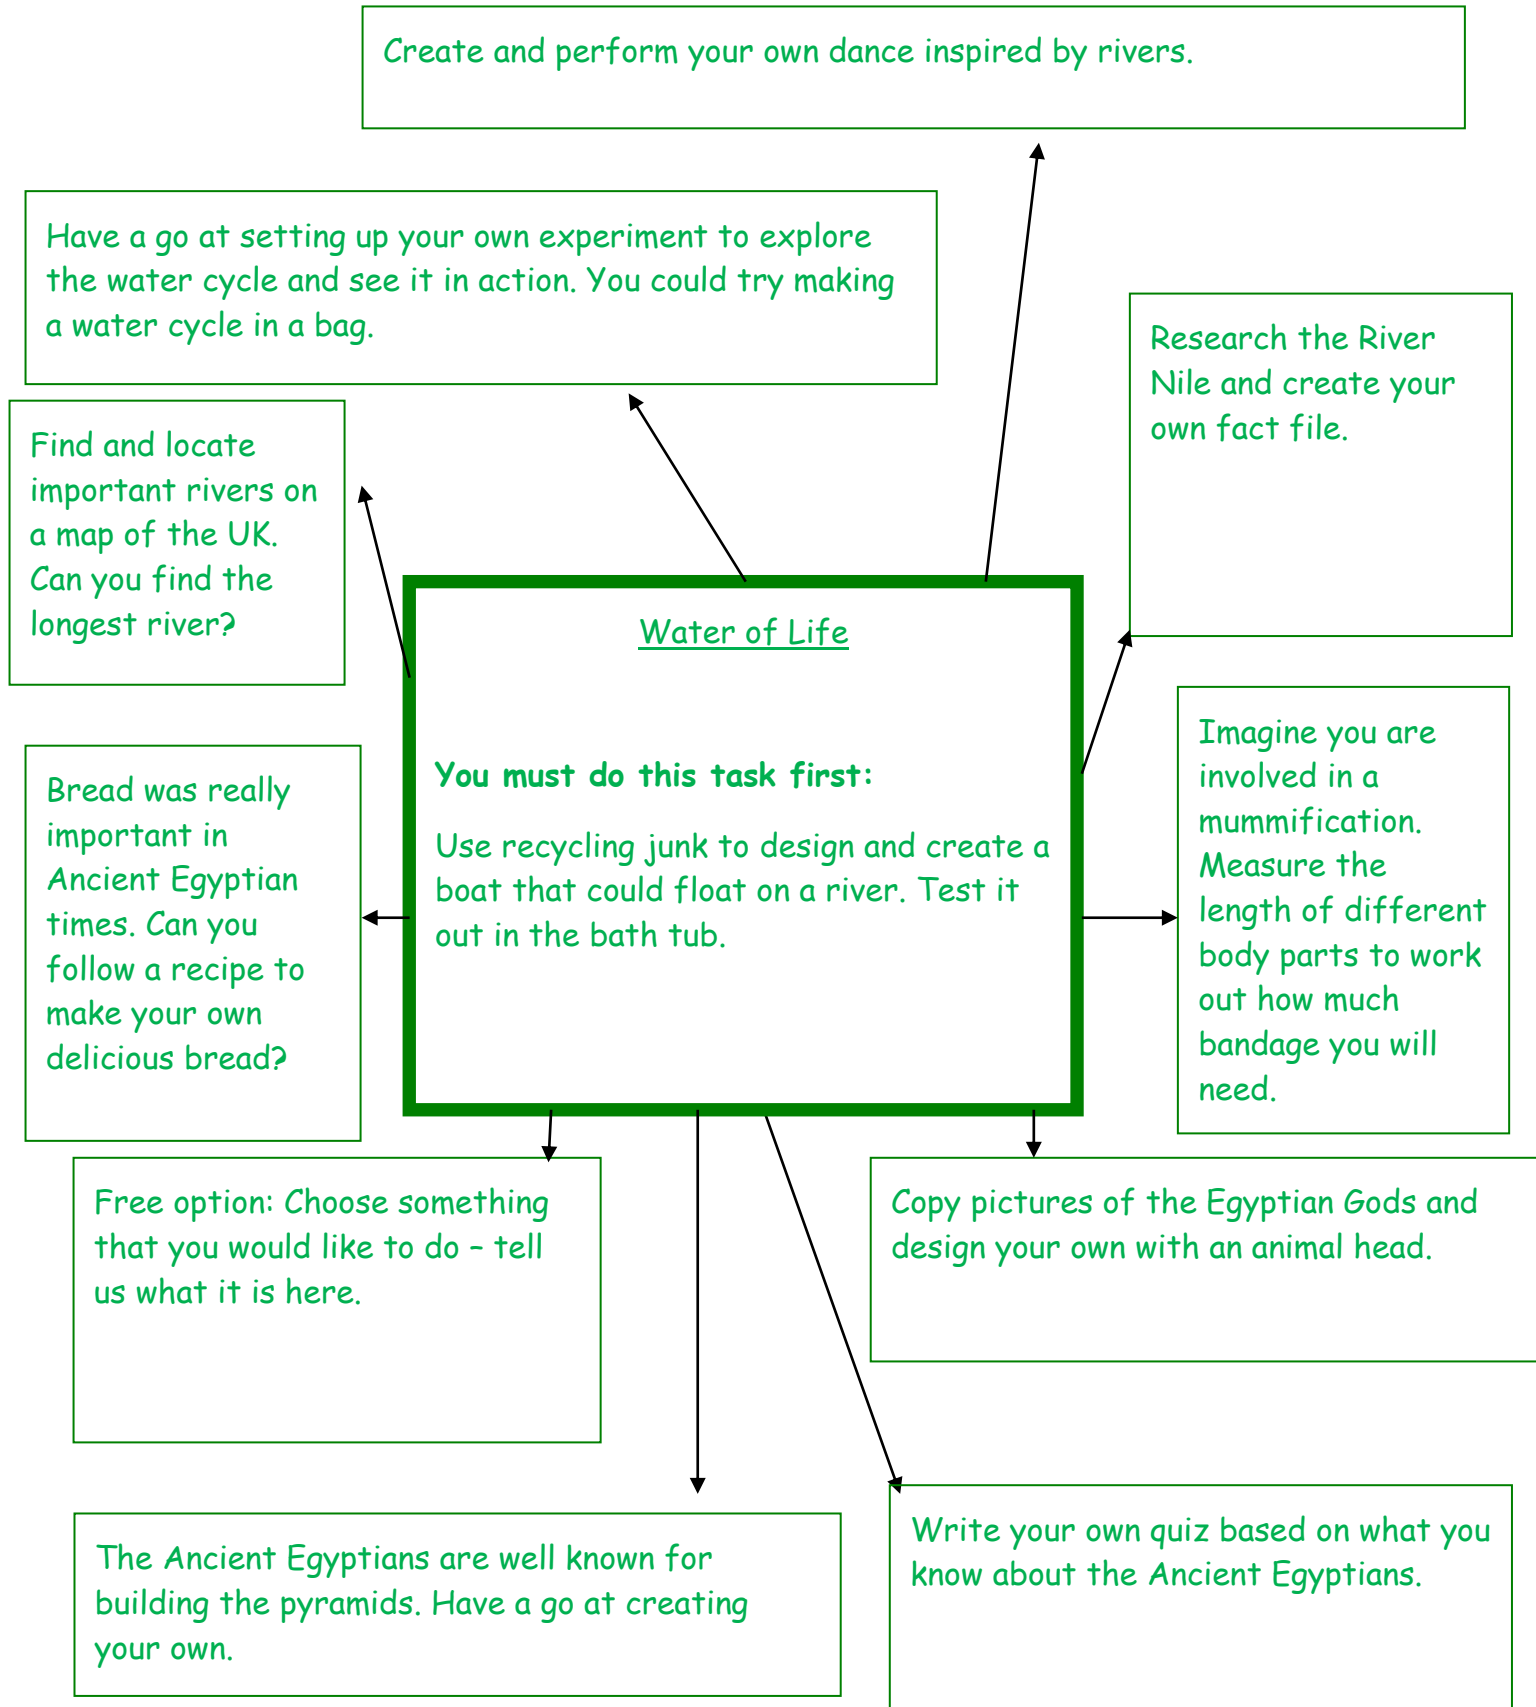 Create and perform your own dance inspired by rivers.
Have a go at setting up your own experiment to explore
the water cycle and see it in action. You could try making
a water cycle in a bag.
Research the River
Nile and create your
own fact file.
Find and locate
important rivers on
a map of the UK.
Can you find the
longest river?
Water of Life
You must do this task first:
Use recycling junk to design and create a
boat that could float on a river. Test it
out in the bath tub.
Imagine you are
involved in a
mummification.
Measure the
length of different
body parts to work
out how much
bandage you will
need.
Bread was really
important in
Ancient Egyptian
times. Can you
follow a recipe to
make your own
delicious bread?
Free option: Choose something
that you would like to do – tell
us what it is here.
Copy pictures of the Egyptian Gods and
design your own with an animal head.
The Ancient Egyptians are well known for
building the pyramids. Have a go at creating
your own.
Write your own quiz based on what you
know about the Ancient Egyptians.